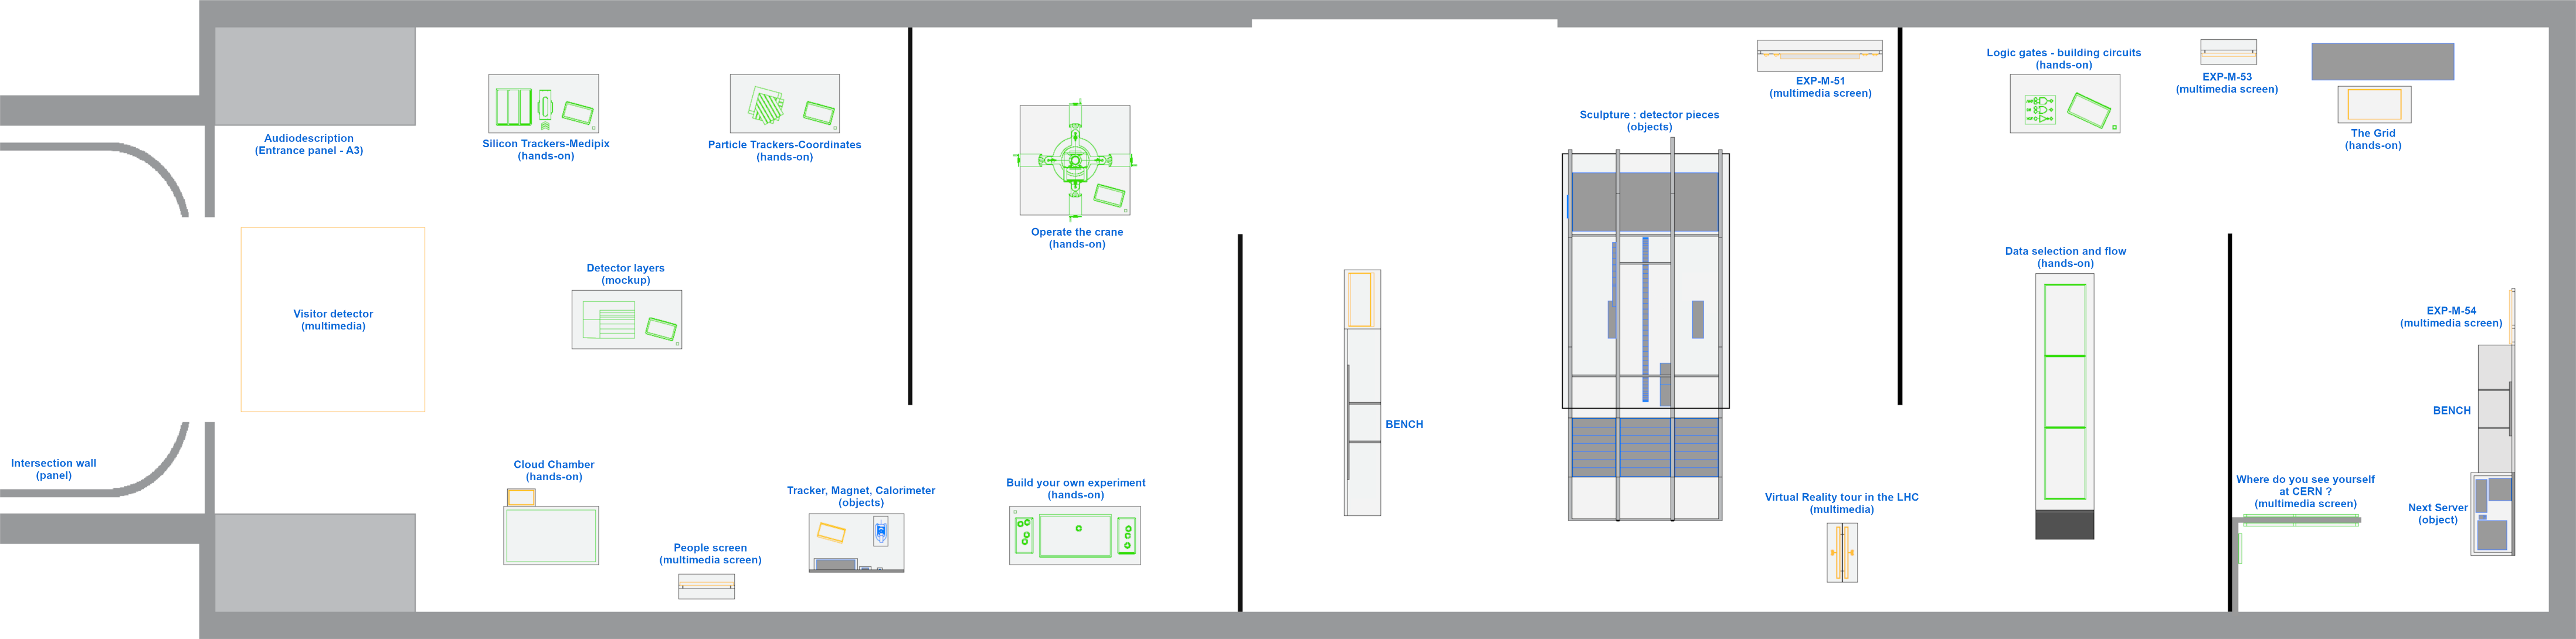 Audiodescription
(Entrance panel - A3)
Silicon Trackers-Medipix
(hands-on)
Particle Trackers-Coordinates
(hands-on)
Detector layers
(mockup)
Visitor detector
(multimedia)
Intersection wall
(panel)
Cloud Chamber
(hands-on)
People screen
(multimedia screen)
Tracker, Magnet, Calorimeter
(objects)
Operate the crane
(hands-on)
Build your own experiment
(hands-on)
BENCH
Sculpture : detector pieces
(objects)
EXP-M-51
(multimedia screen)
Virtual Reality tour in the LHC
(multimedia)
Logic gates - building circuits
(hands-on)
EXP-M-53
(multimedia screen)
The Grid
(hands-on)
Data selection and flow
(hands-on)
EXP-M-54
(multimedia screen)
BENCH
Where do you see yourself
at CERN ?
(multimedia screen)
Next Server
(object)